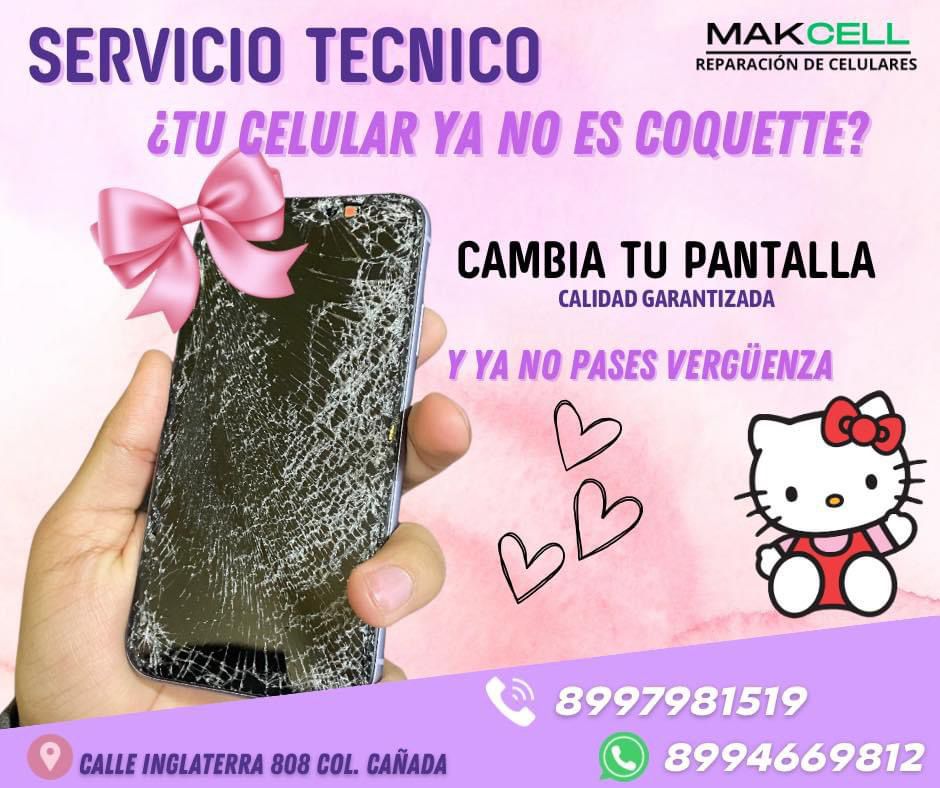 SERVICIO TECNICO
MAKCELL
REPARACIÓN DE CELULARES
¿TU CELULAR YA NO ES COQUETTE?
CAMBIA TU PANTALLA
CALIDAD GARANTIZADA
Y YA NO PASES VERGÜENZA
8997981519
CALLE INGLATERRA 808 COL. CAÑADA
8994669812